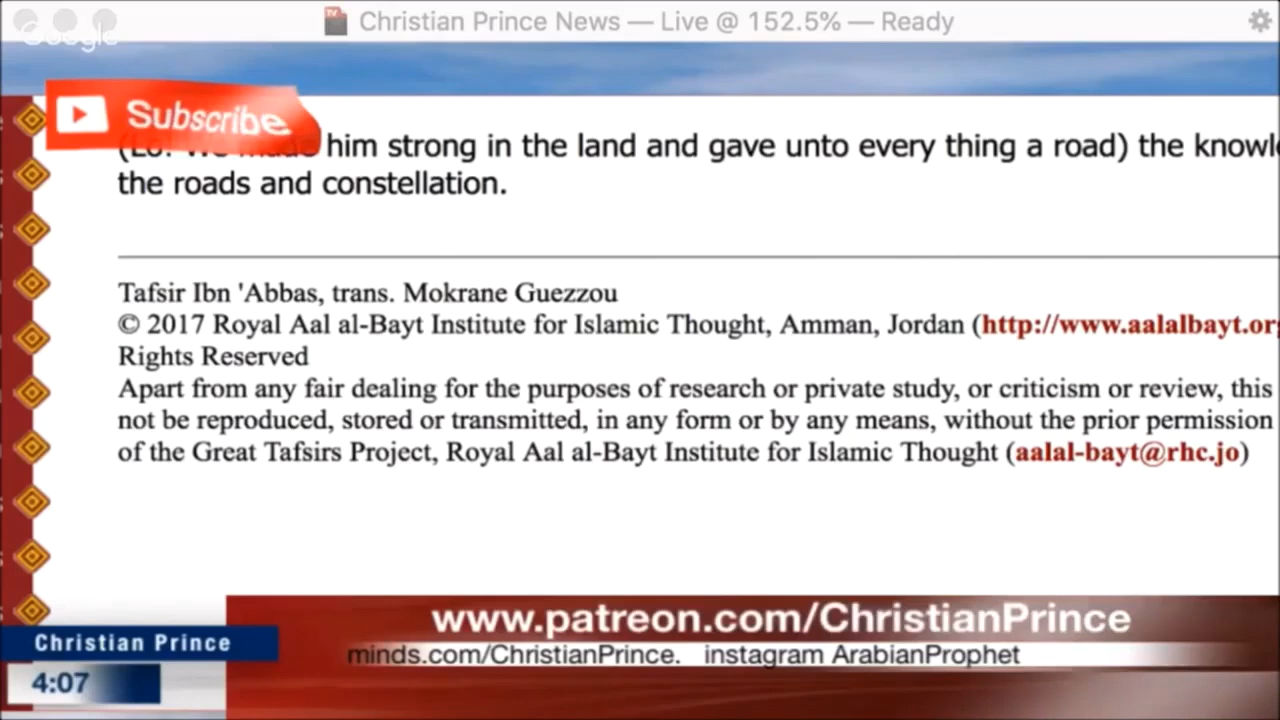 Christian Prince News — Live @ 152.5% — Ready
Google
Subscribe
him strong in the land and gave unto every thing a road) the knowl
the roads and constellation.
Tafsir Ibn 'Abbas, trans. Mokrane Guezzou
© 2017 Royal Aal al-Bayt Institute for Islamic Thought, Amman, Jordan (http://www.aalalbayt.or
Rights Reserved
Apart from any fair dealing for the purposes of research or private study, or criticism or review, this
not be reproduced, stored or transmitted, in any form or by any means, without the prior permission
of the Great Tafsirs Project, Royal Aal al-Bayt Institute for Islamic Thought (aalal-bayt@rhc.jo)
www.patreon.com/ChristianPrince
Christian Prince
minds.com/ChristianPrince. instagram ArabianProphet
4:07